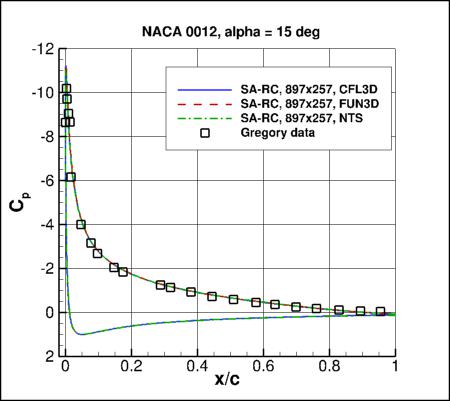 NACA 0012, alpha = 15 deg
-12
-10
-8
-6
-4
-2
0
2
Cp
SA-RC, 897x257, CFL3D
SA-RC, 897x257, FUN3D
SA-RC, 897x257, NTS
Gregory data
0 0.2 0.4 0.6 0.8 1
x/c